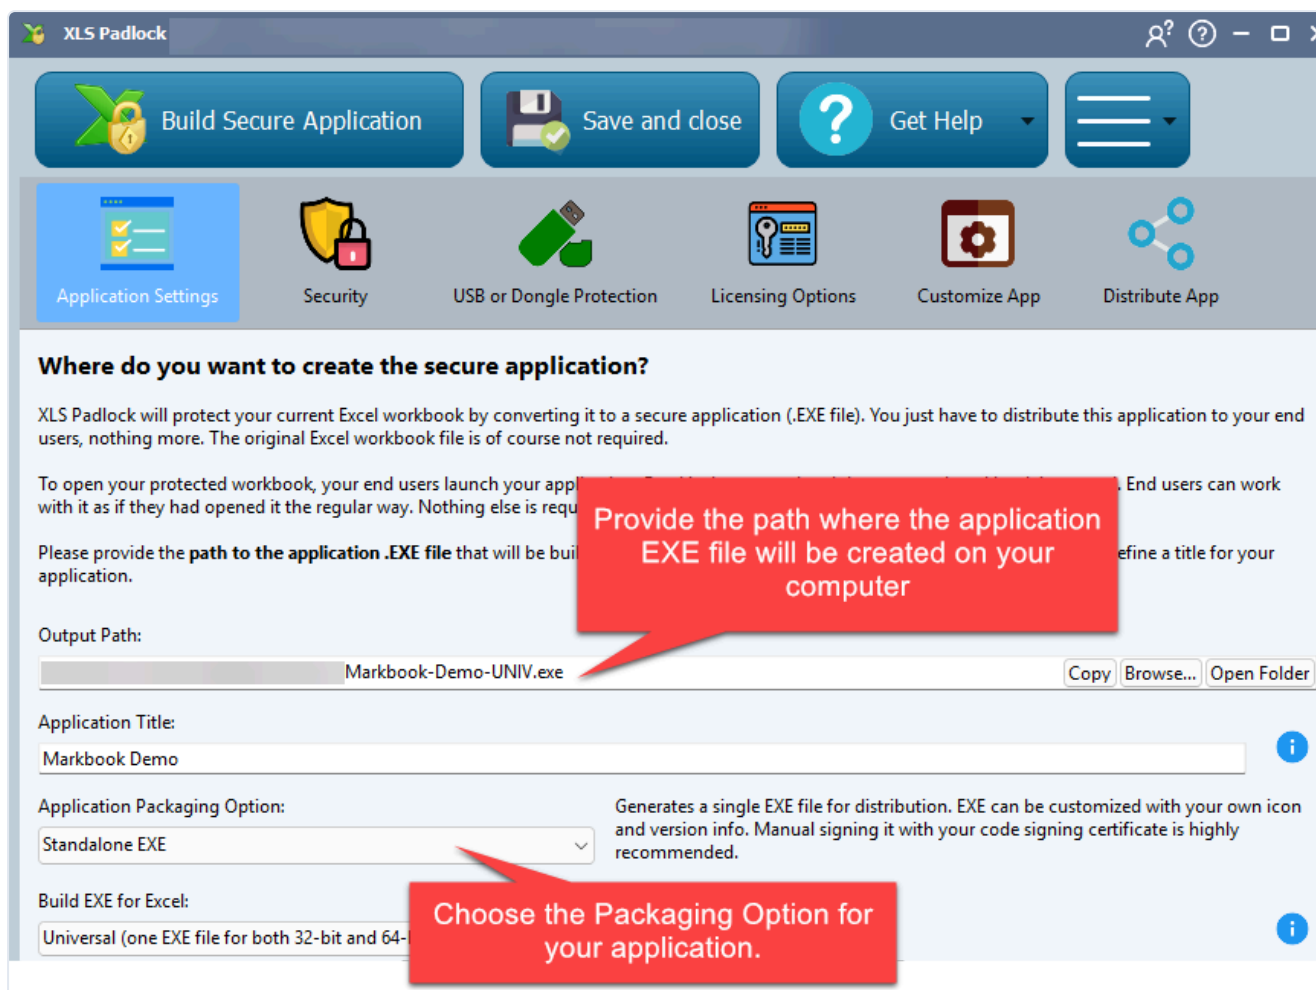 XLS Padlock
Build Secure Application
Save and close
Get Help
Application Settings
Security
USB or Dongle Protection
Licensing Options
Customize App
Distribute App
Where do you want to create the secure application?
XLS Padlock will protect your current Excel workbook by converting it to a secure application (.EXE file). You just have to distribute this application to your end
users, nothing more. The original Excel workbook file is of course not required.
To open your protected workbook, your end users launch your . End users can work
with it as if they had opened it the regular way. Nothing else is
Please provide the path to the application .EXE file that will be a title for your
application.
Provide the path where the application
EXE file will be created on your
computer
Output Path:
Markbook-Demo-UNIV.exe
Copy
Browse...
Open Folder
Application Title:
Markbook Demo
Application Packaging Option:
Standalone EXE
Generates a single EXE file for distribution. EXE can be customized with your own icon
and version info. Manual signing it with your code signing certificate is highly
recommended.
Build EXE for Excel:
Universal (one EXE file for both 32-bit and
Choose the Packaging Option for
your application.